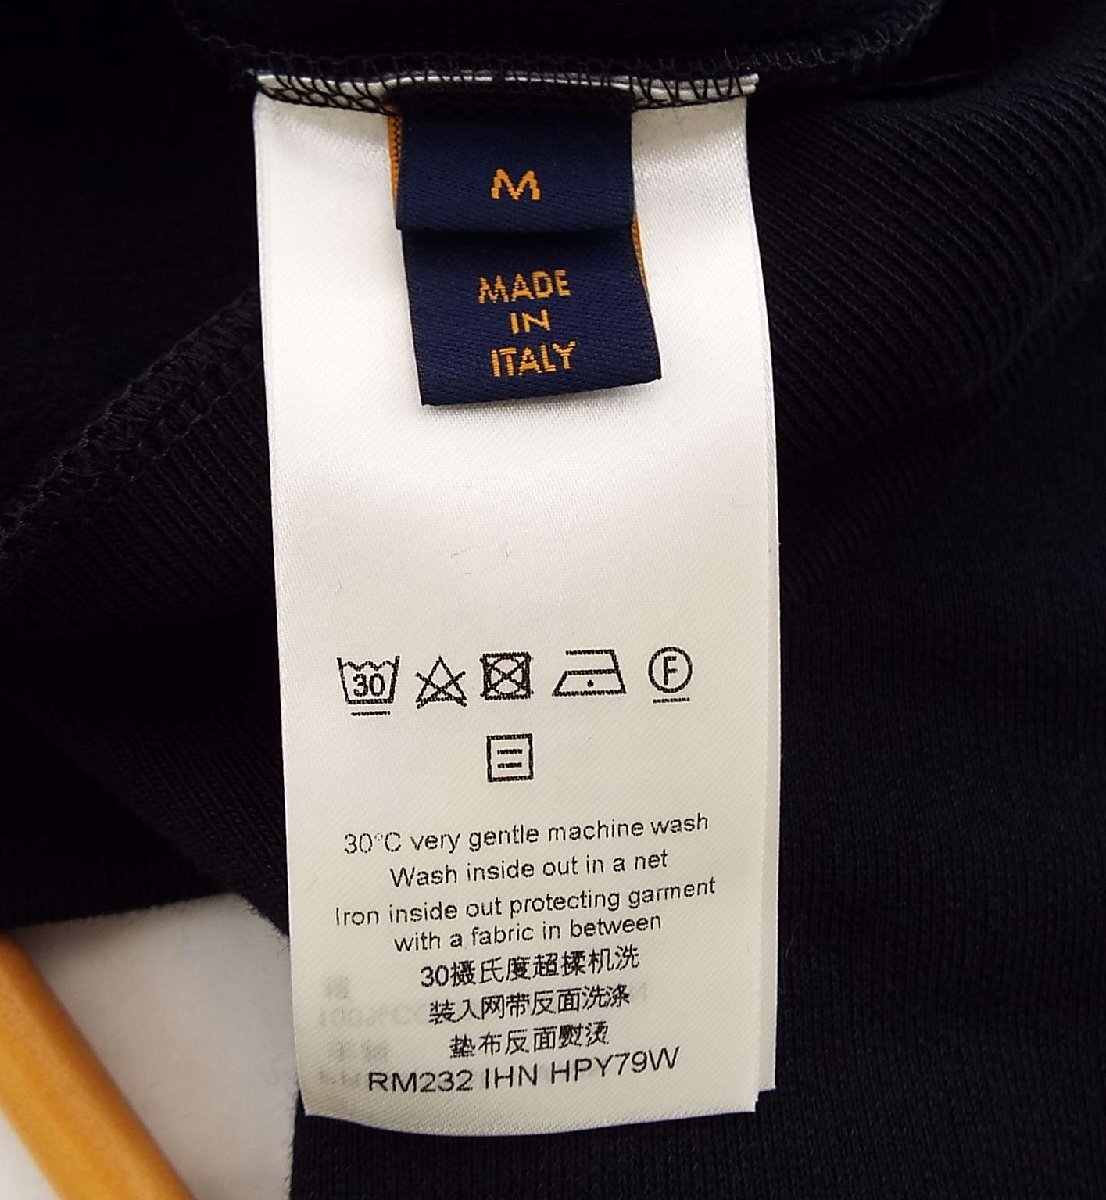 M
MADE
IN
ITALY
30
F
30°C very gentle machine wash
Wash inside out in a net
Iron inside out protecting garment
with a fabric in between
30摄氏度超揉机洗
装入网带反面洗涤
垫布反面熨烫
RM232 IHN HPY79W